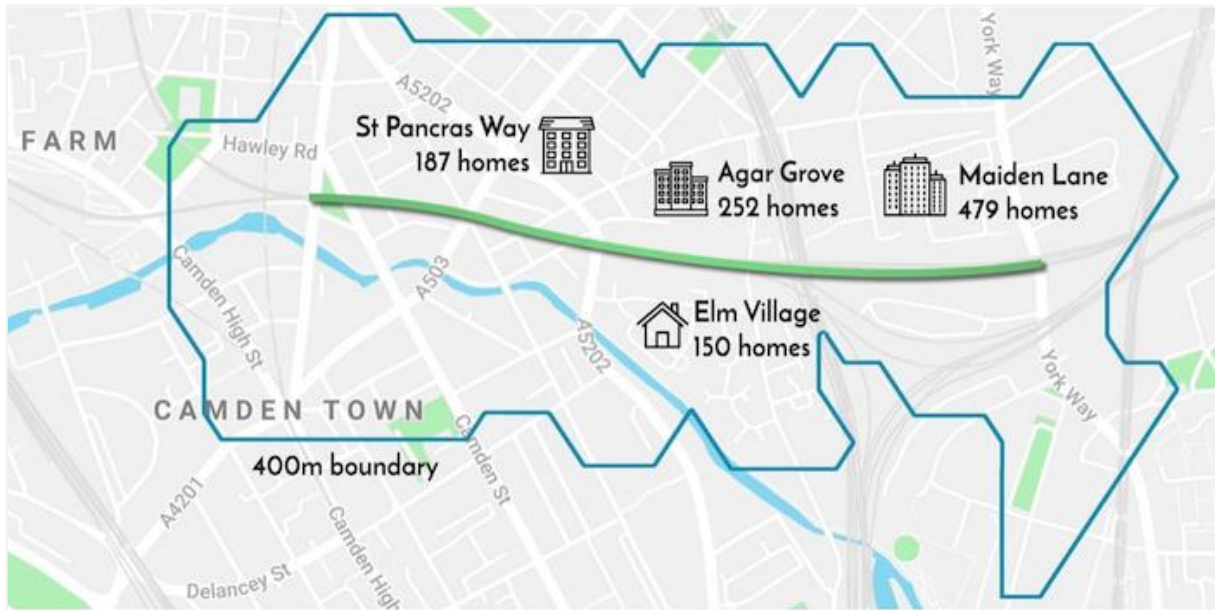 York Way
A5202
FARM
Hawley Rd
St Pancras Way
187 homes
Agar Grove
252 homes
Maiden Lane
479 homes
Camden High St
A503
Elm Village
150 homes
A5202
York Way
CAMDEN TOWN
Camden St
400m boundary
A4201
Camden High
Delancey St